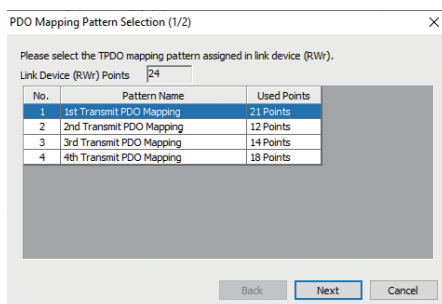 PDO Mapping Pattern Selection (1/2)
Please select the TPDO mapping pattern assigned in link device (RWr).
Link Device (RWr) Points 24
No. Pattern Name Used Points
1 1st Transmit PDO Mapping 21 Points
2 2nd Transmit PDO Mapping 12 Points
3 3rd Transmit PDO Mapping 14 Points
4 4th Transmit PDO Mapping 18 Points
Back Next Cancel